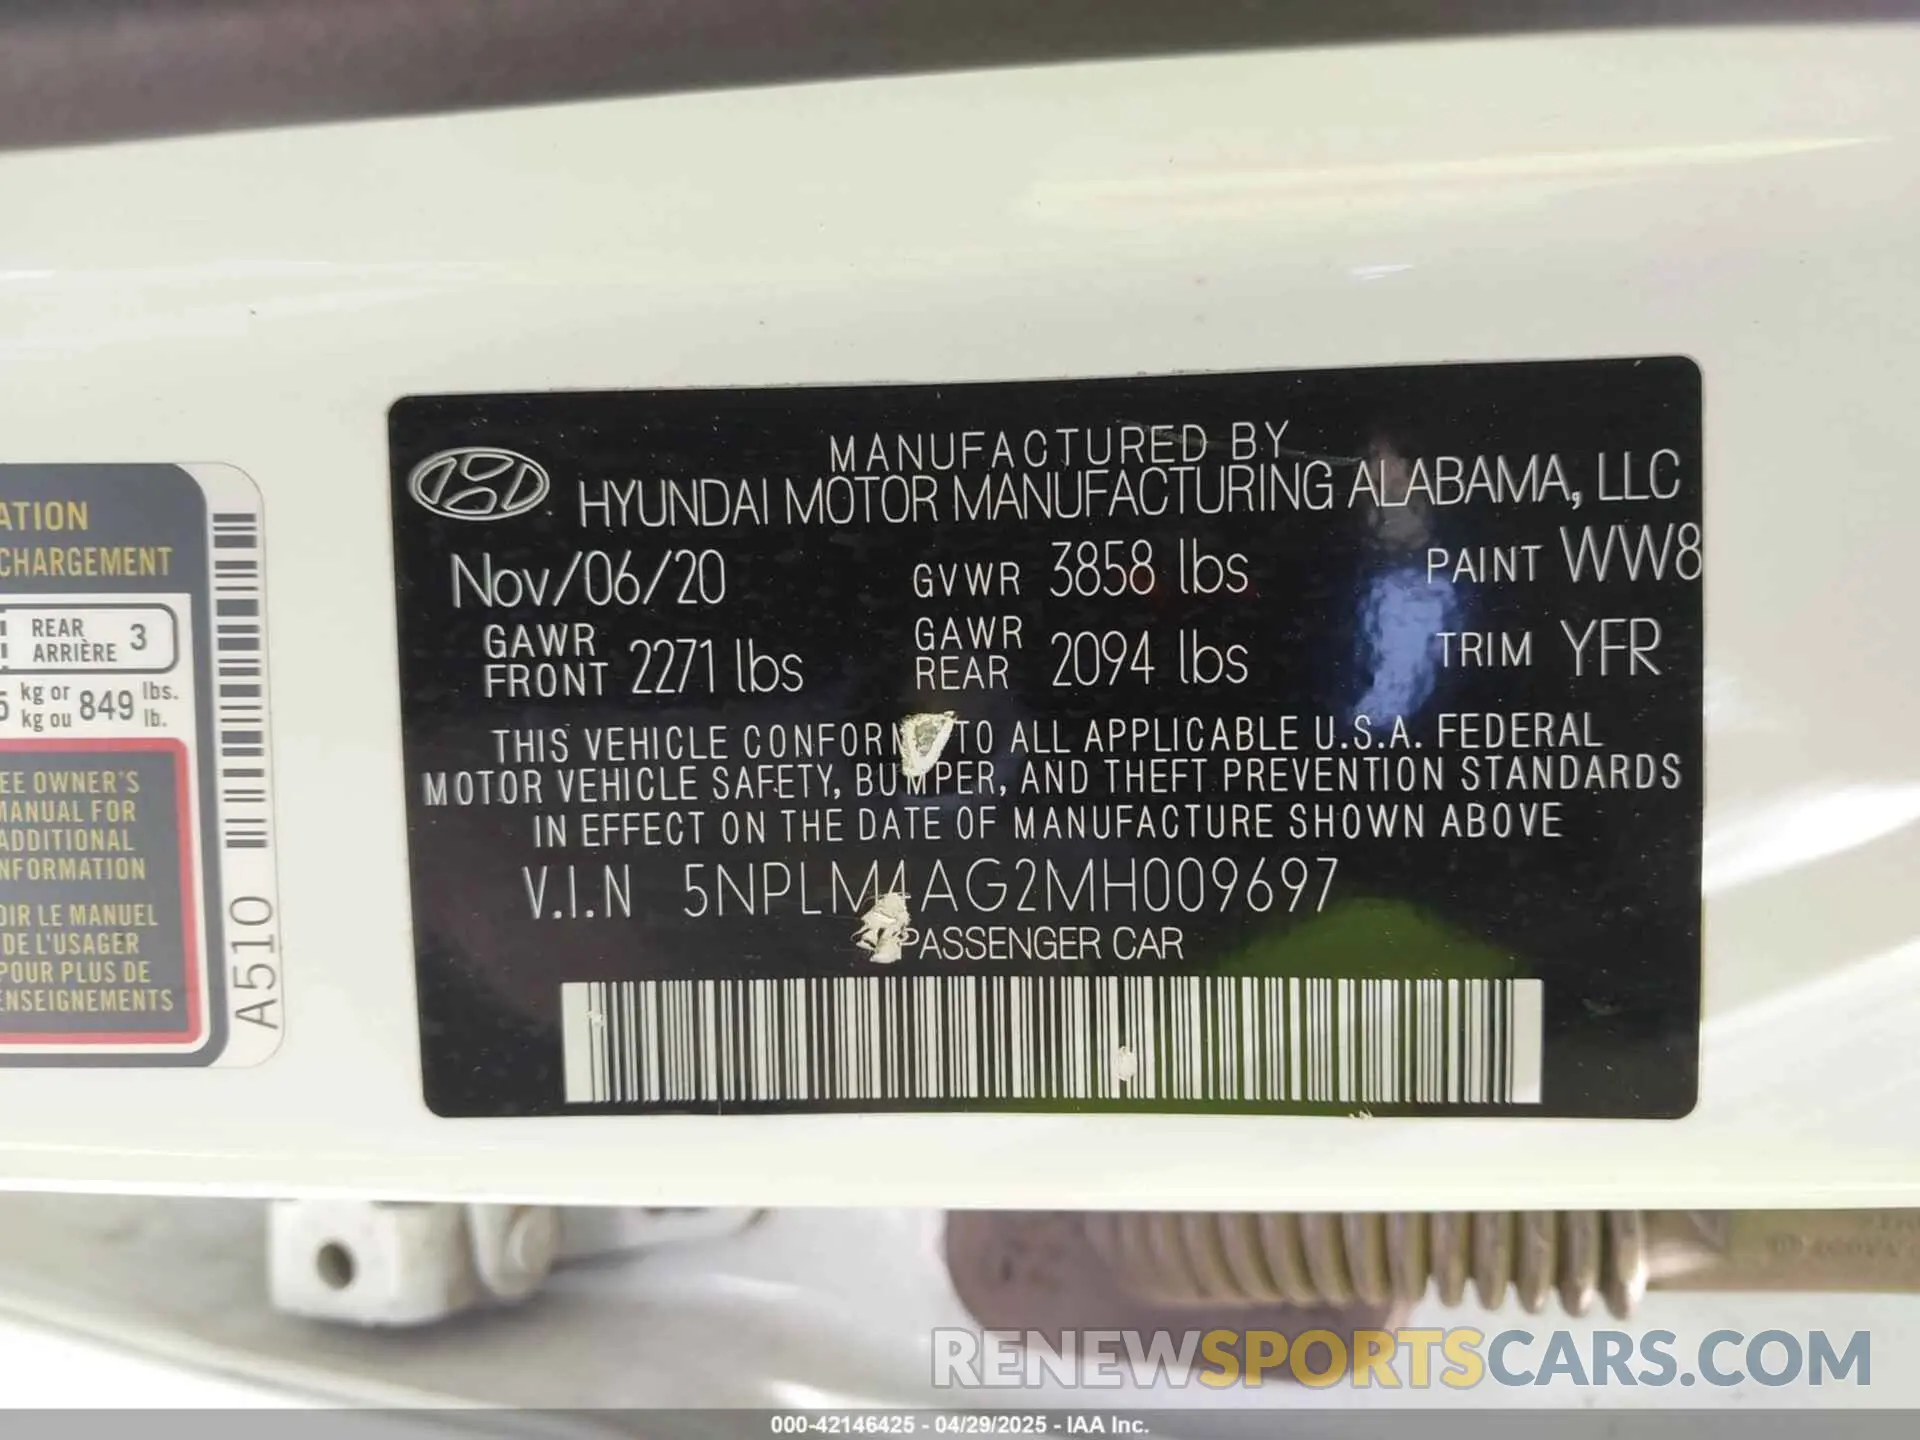 MANUFACTURED BY
HYUNDAI MOTOR MANUFACTURING ALABAMA, LLC
Nov/06/20 GVWR 3858 lbs PAINT WW8
GAWR FRONT 2271 lbs GAWR REAR 2094 lbs TRIM YFR
THIS VEHICLE CONFORM TO ALL APPLICABLE U.S.A. FEDERAL
MOTOR VEHICLE SAFETY, BUMPER, AND THEFT PREVENTION STANDARDS
IN EFFECT ON THE DATE OF MANUFACTURE SHOWN ABOVE
V.I.N 5NPLM4AG2MH009697
PASSENGER CAR
ATION
CHARGEMENT
REAR 3
ARRIÈRE
5 kg or 849 lbs.
kg ou lb.
EE OWNER'S
MANUAL FOR
ADDITIONAL
NFORMATION
OIR LE MANUEL
DE L'USAGER
POUR PLUS DE
ENSEIGNEMENTS
A510
RENEWSPORTSCARS.COM
000-42146425 - 04/29/2025 - IAA Inc.